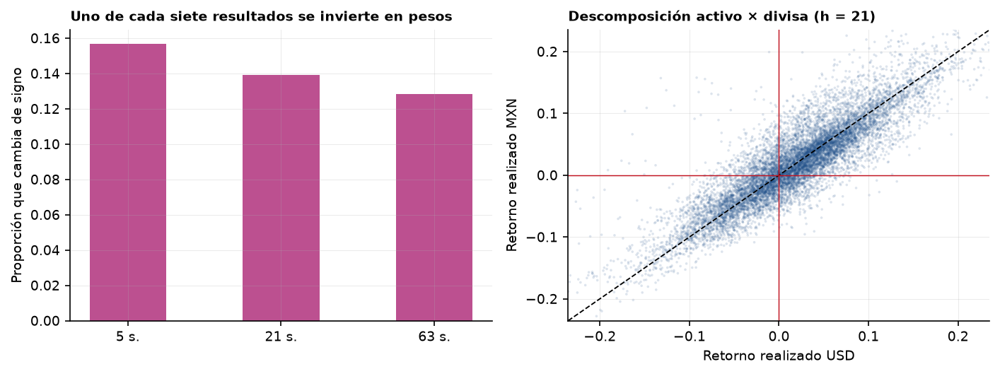 Uno de cada siete resultados se invierte en pesos
Proporción que cambia de signo
0.16
0.14
0.12
0.10
0.08
0.06
0.04
0.02
0.00
5 s.
21 s.
63 s.
Descomposición activo × divisa (h = 21)
Retorno realizado MXN
0.2
0.1
0.0
−0.1
−0.2
−0.2
−0.1
0.0
0.1
0.2
Retorno realizado USD